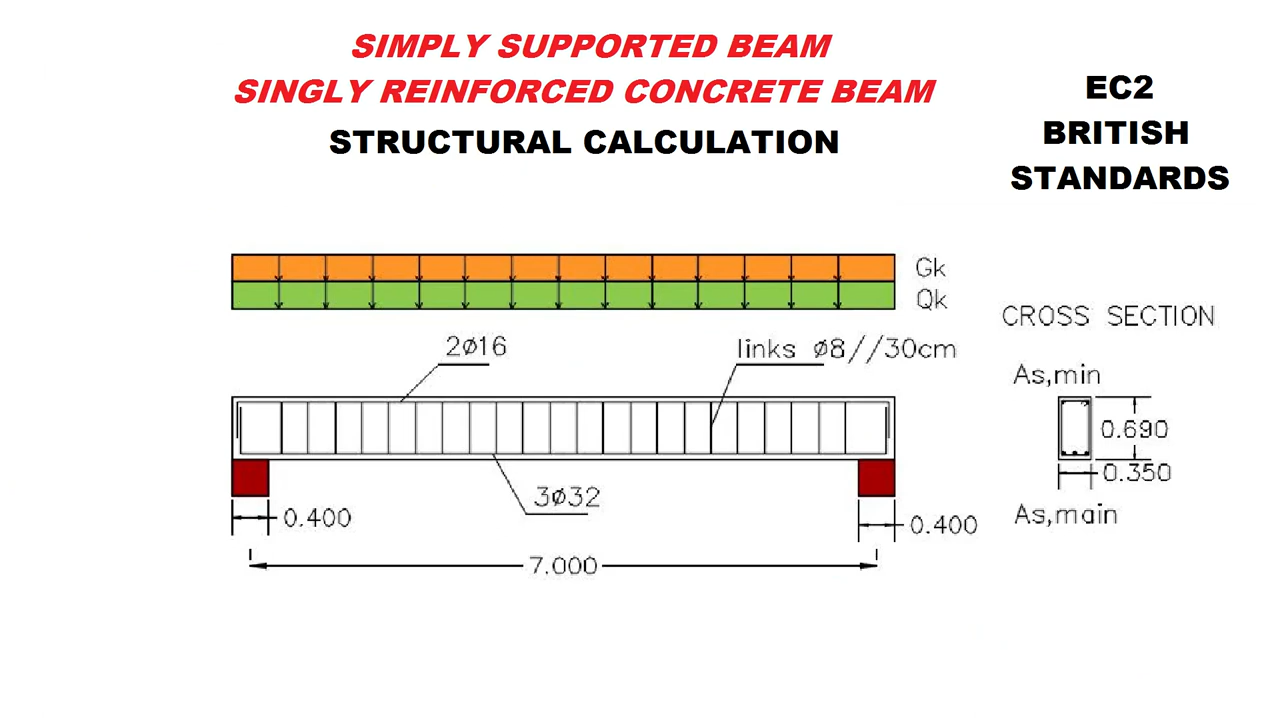 SIMPLY SUPPORTED BEAM
SINGLY REINFORCED CONCRETE BEAM
STRUCTURAL CALCULATION
EC2
BRITISH
STANDARDS
Gk
Qk
CROSS SECTION
2ø16
links ø8//30cm
As,min
0.690
0.350
3ø32
0.400
0.400
As,main
7.000